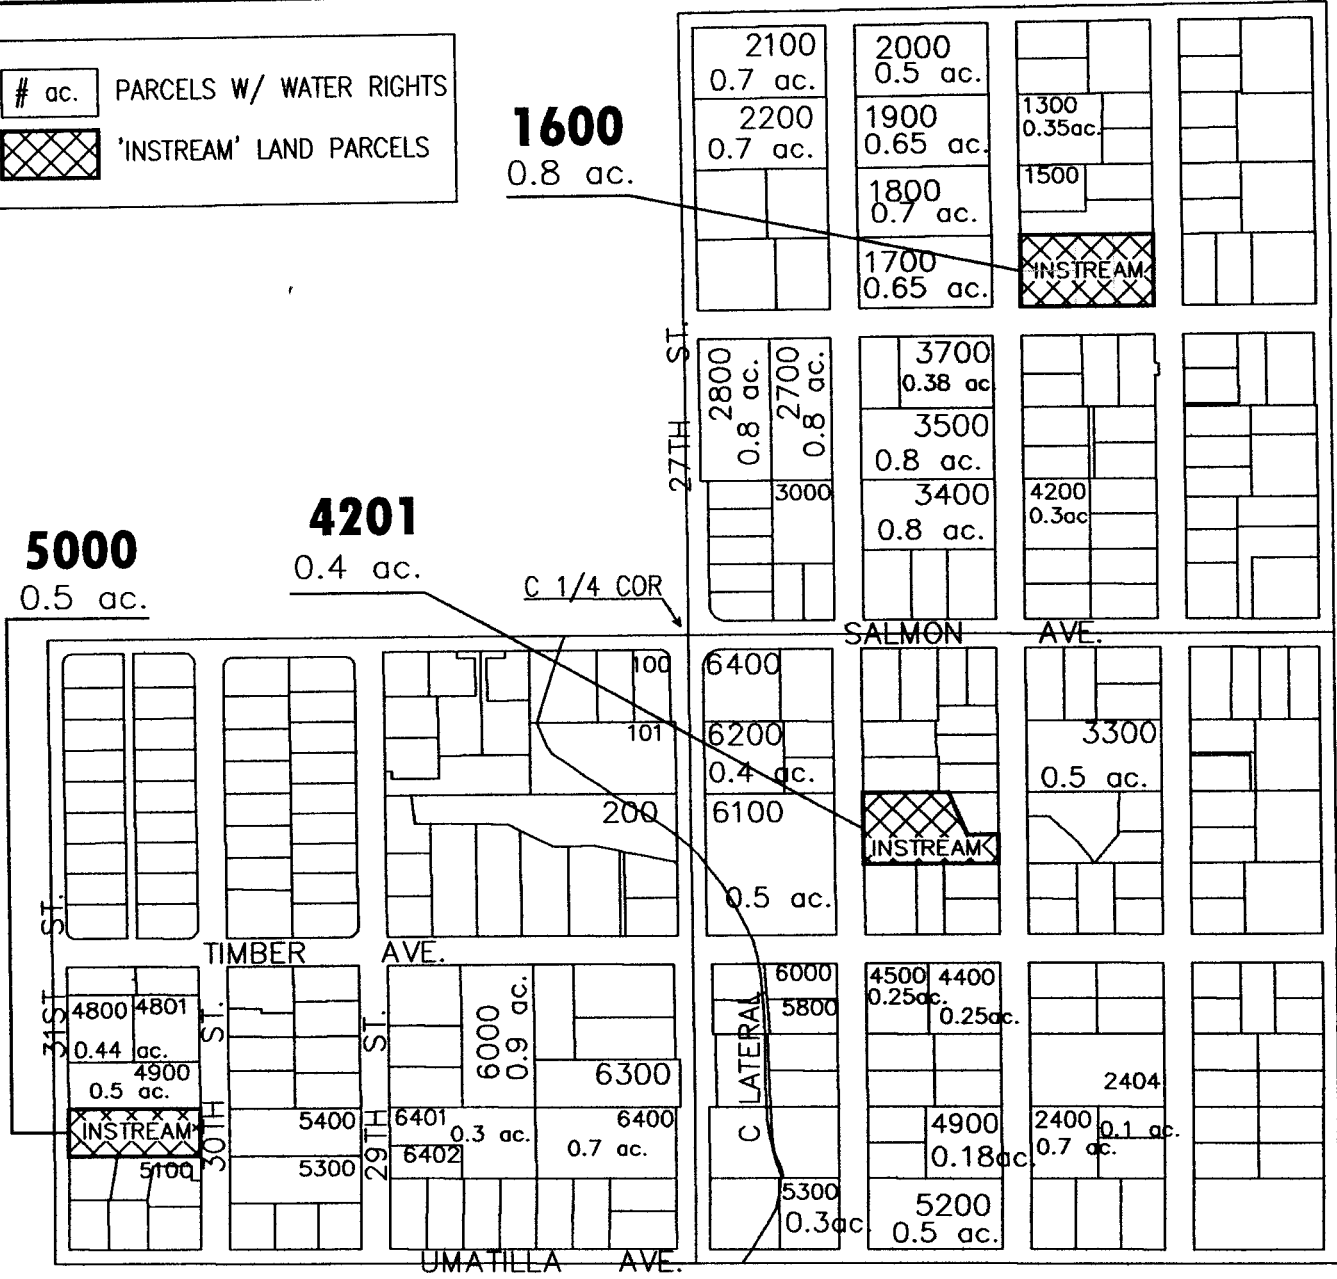 # ac. PARCELS W/ WATER RIGHTS
'INSTREAM' LAND PARCELS
1600
0.8 ac.
2100
0.7 ac.
2200
0.7 ac.
2000
0.5 ac.
1900
0.65 ac.
1800
0.7 ac.
1700
0.65 ac.
1300
0.35ac.
1500
INSTREAM
27TH ST.
2800
0.8 ac.
2700
0.8 ac.
3000
3700
0.38 ac
3500
0.8 ac.
3400
0.8 ac.
4200
0.3ac
5000
0.5 ac.
4201
0.4 ac.
C 1/4 COR
SALMON AVE.
100
101
200
6400
6200
0.4 ac.
6100
0.5 ac.
INSTREAM
3300
0.5 ac.
31ST ST.
TIMBER AVE.
30TH ST.
29TH ST.
4800
4801
0.44 ac.
4900
0.5 ac.
INSTREAM
5100
5400
5300
6000
0.9 ac.
6300
6401
0.3 ac.
6402
6400
0.7 ac.
C LATERAL
6000
5800
5300
0.3ac.
4500
0.25ac.
4400
0.25ac.
4900
0.18ac.
5200
0.5 ac.
2404
2400
0.7 ac.
0.1 ac.
UMATILLA AVE.